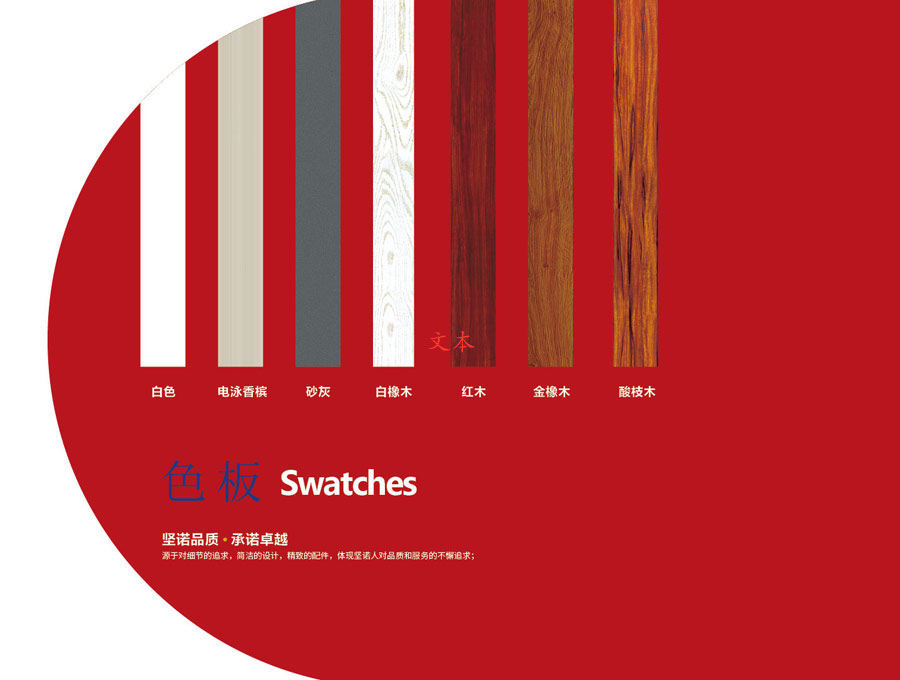 文本
白色 电泳香槟 砂灰 白橡木 红木 金橡木 酸枝木
色板 Swatches
坚诺品质·承诺卓越
源于对细节的追求，简洁的设计，精致的配件，体现坚诺人对品质和服务的不懈追求；